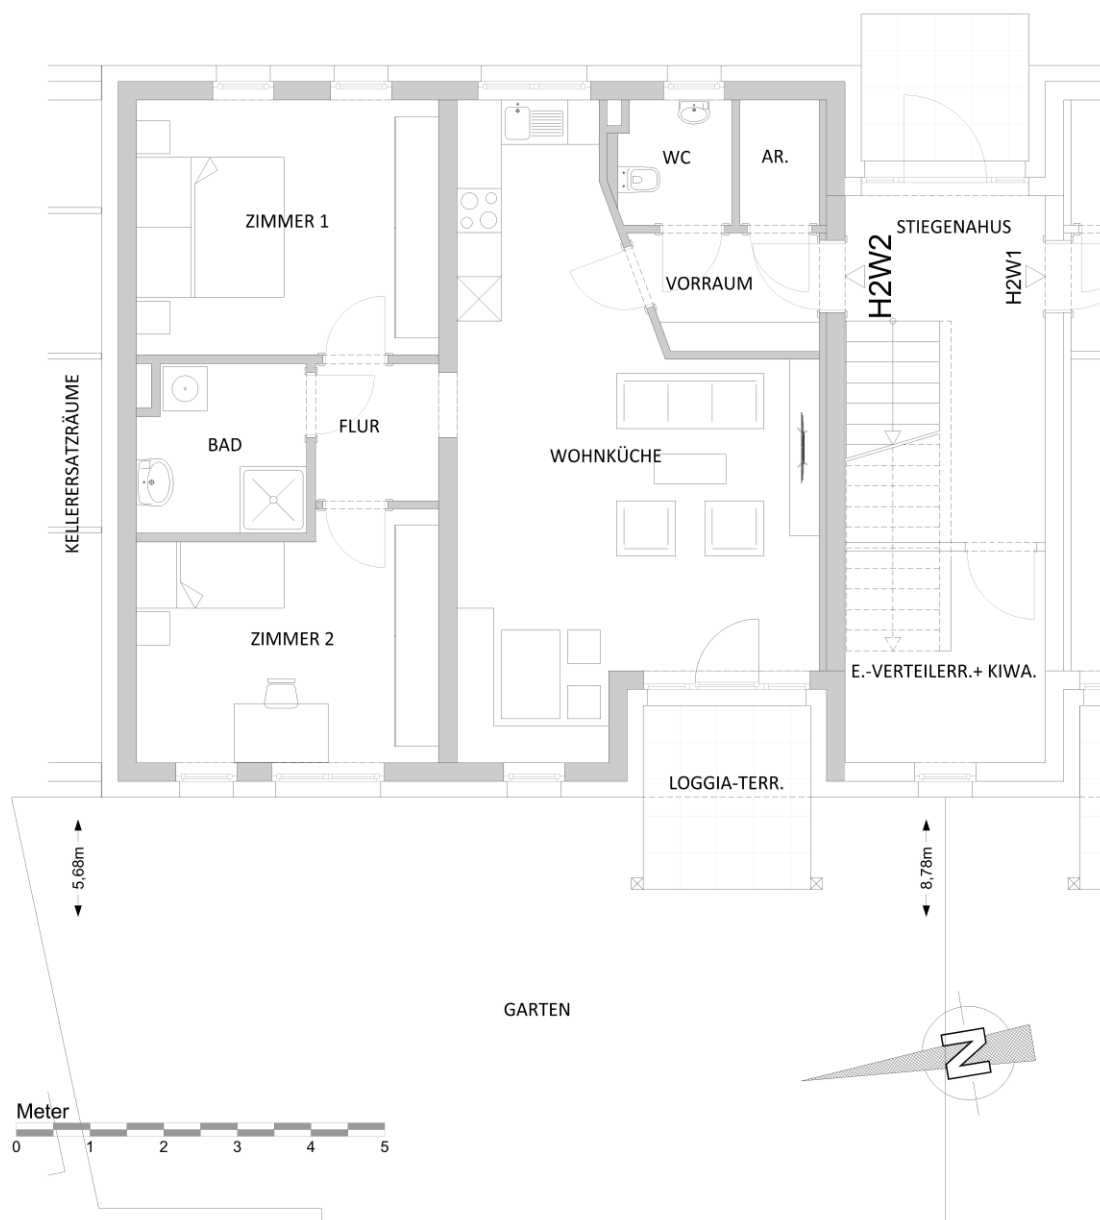 WC
AR.
ZIMMER 1
STIEGENAHUS
H2W2
H2W1
VORRAUM
KELLERERSATZRÄUME
FLUR
BAD
WOHNKÜCHE
ZIMMER 2
E.-VERTEILERR.+ KIWA.
LOGGIA-TERR.
5,68m
8,78m
GARTEN
N
Meter
0 1 2 3 4 5